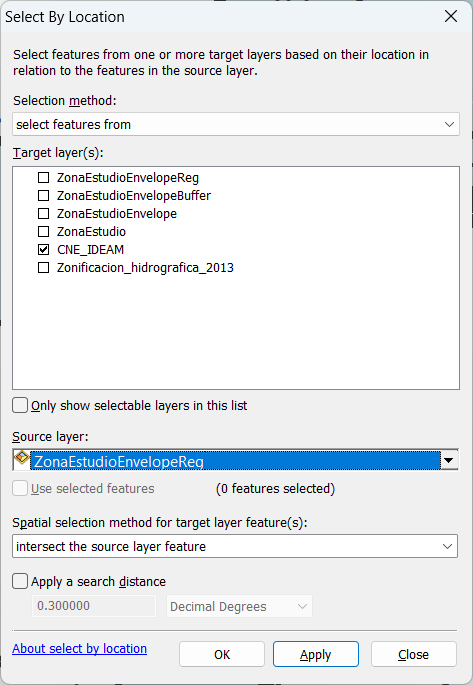 Select By Location
Select features from one or more target layers based on their location in
relation to the features in the source layer.
Selection method:
select features from
Target layer(s):
ZonaEstudioEnvelopeReg
ZonaEstudioEnvelopeBuffer
ZonaEstudioEnvelope
ZonaEstudio
CNE_IDEAM
Zonificacion_hidrografica_2013
Only show selectable layers in this list
Source layer:
ZonaEstudioEnvelopeReg
Use selected features (0 features selected)
Spatial selection method for target layer feature(s):
intersect the source layer feature
Apply a search distance
0.300000 Decimal Degrees
About select by location OK Apply Close